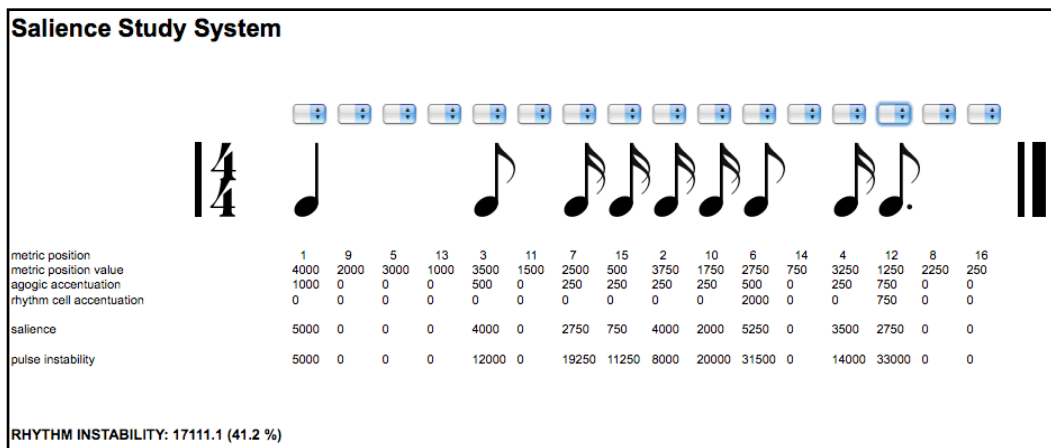 Salience Study System
4
4
metric position 1 9 5 13 3 11 7 15 2 10 6 14 4 12 8 16
metric position value 4000 2000 3000 1000 3500 1500 2500 500 3750 1750 2750 750 3250 1250 2250 250
agogic accentuation 1000 0 0 0 500 0 250 250 250 250 500 0 250 750 0 0
rhythm cell accentuation 0 0 0 0 0 0 0 0 0 0 2000 0 0 750 0 0
salience 5000 0 0 0 4000 0 2750 750 4000 2000 5250 0 3500 2750 0 0
pulse instability 5000 0 0 0 12000 0 19250 11250 8000 20000 31500 0 14000 33000 0 0
RHYTHM INSTABILITY: 17111.1 (41.2 %)